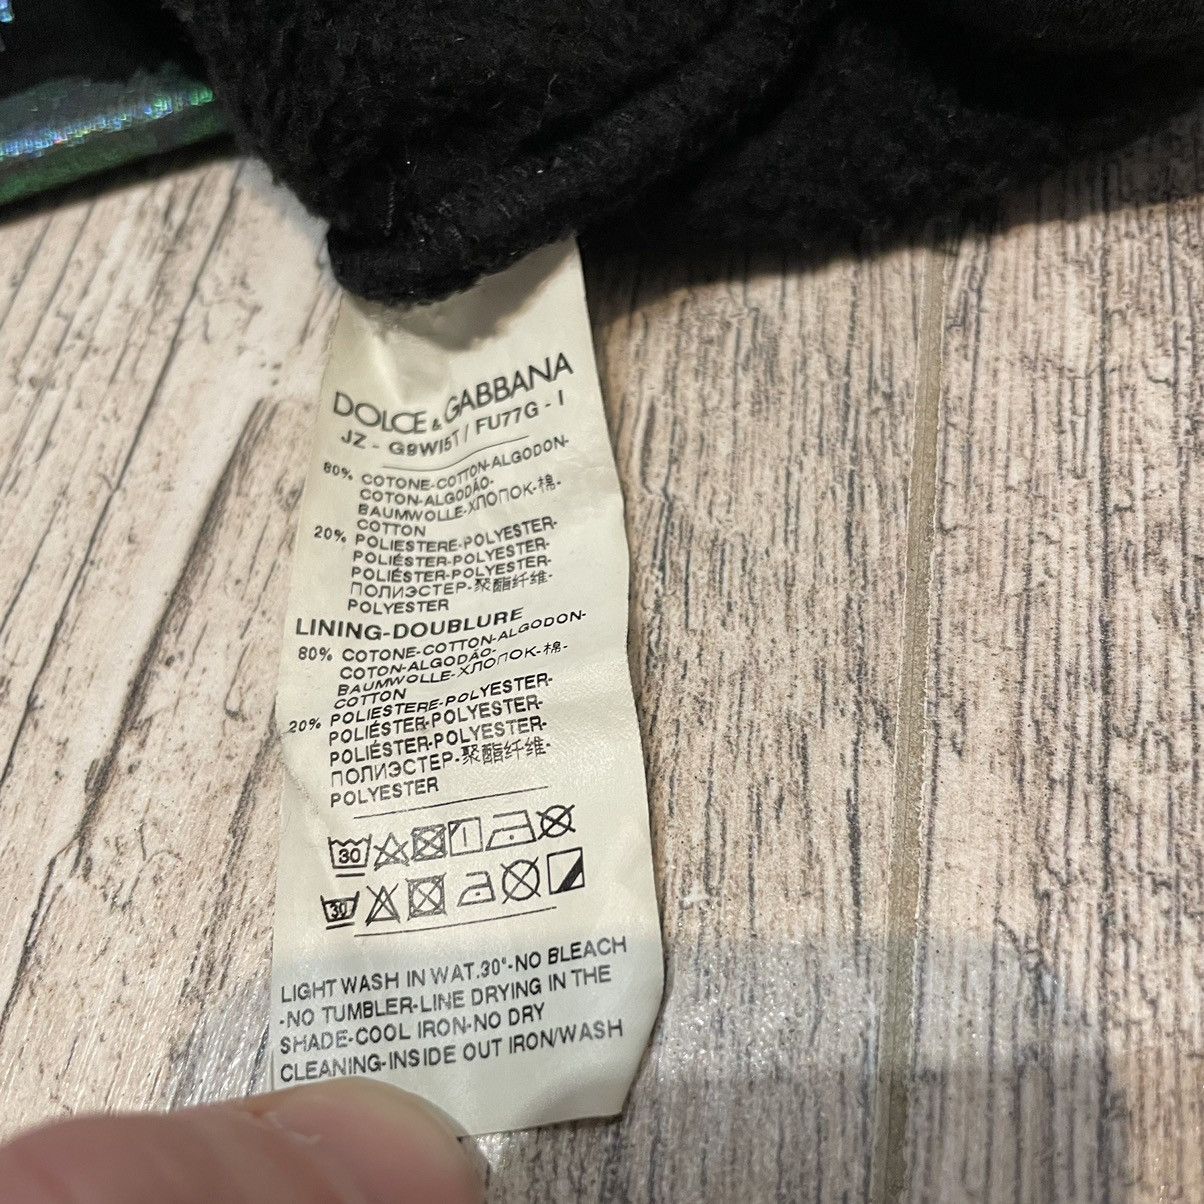 DOLCE & GABBANA
JZ - G9WI5T / FU77G - I
80% COTONE-COTTON-ALGODON-
COTON-ALGODÃO-
BAUMWOLLE-ХЛОПОК-棉-
COTTON
20% POLIESTERE-POLYESTER-
POLIÉSTER-POLYESTER-
POLIÉSTER-POLYESTER-
ПОЛИЭСТЕР-聚酯纤维-
POLYESTER
LINING-DOUBLURE
80% COTONE-COTTON-ALGODON-
COTON-ALGODÃO-
BAUMWOLLE-ХЛОПОК-棉-
COTTON
20% POLIESTERE-POLYESTER-
POLIÉSTER-POLYESTER-
POLIÉSTER-POLYESTER-
ПОЛИЭСТЕР-聚酯纤维-
POLYESTER
30
30
LIGHT WASH IN WAT.30°-NO BLEACH
-NO TUMBLER-LINE DRYING IN THE
SHADE-COOL IRON-NO DRY
CLEANING-INSIDE OUT IRON/WASH